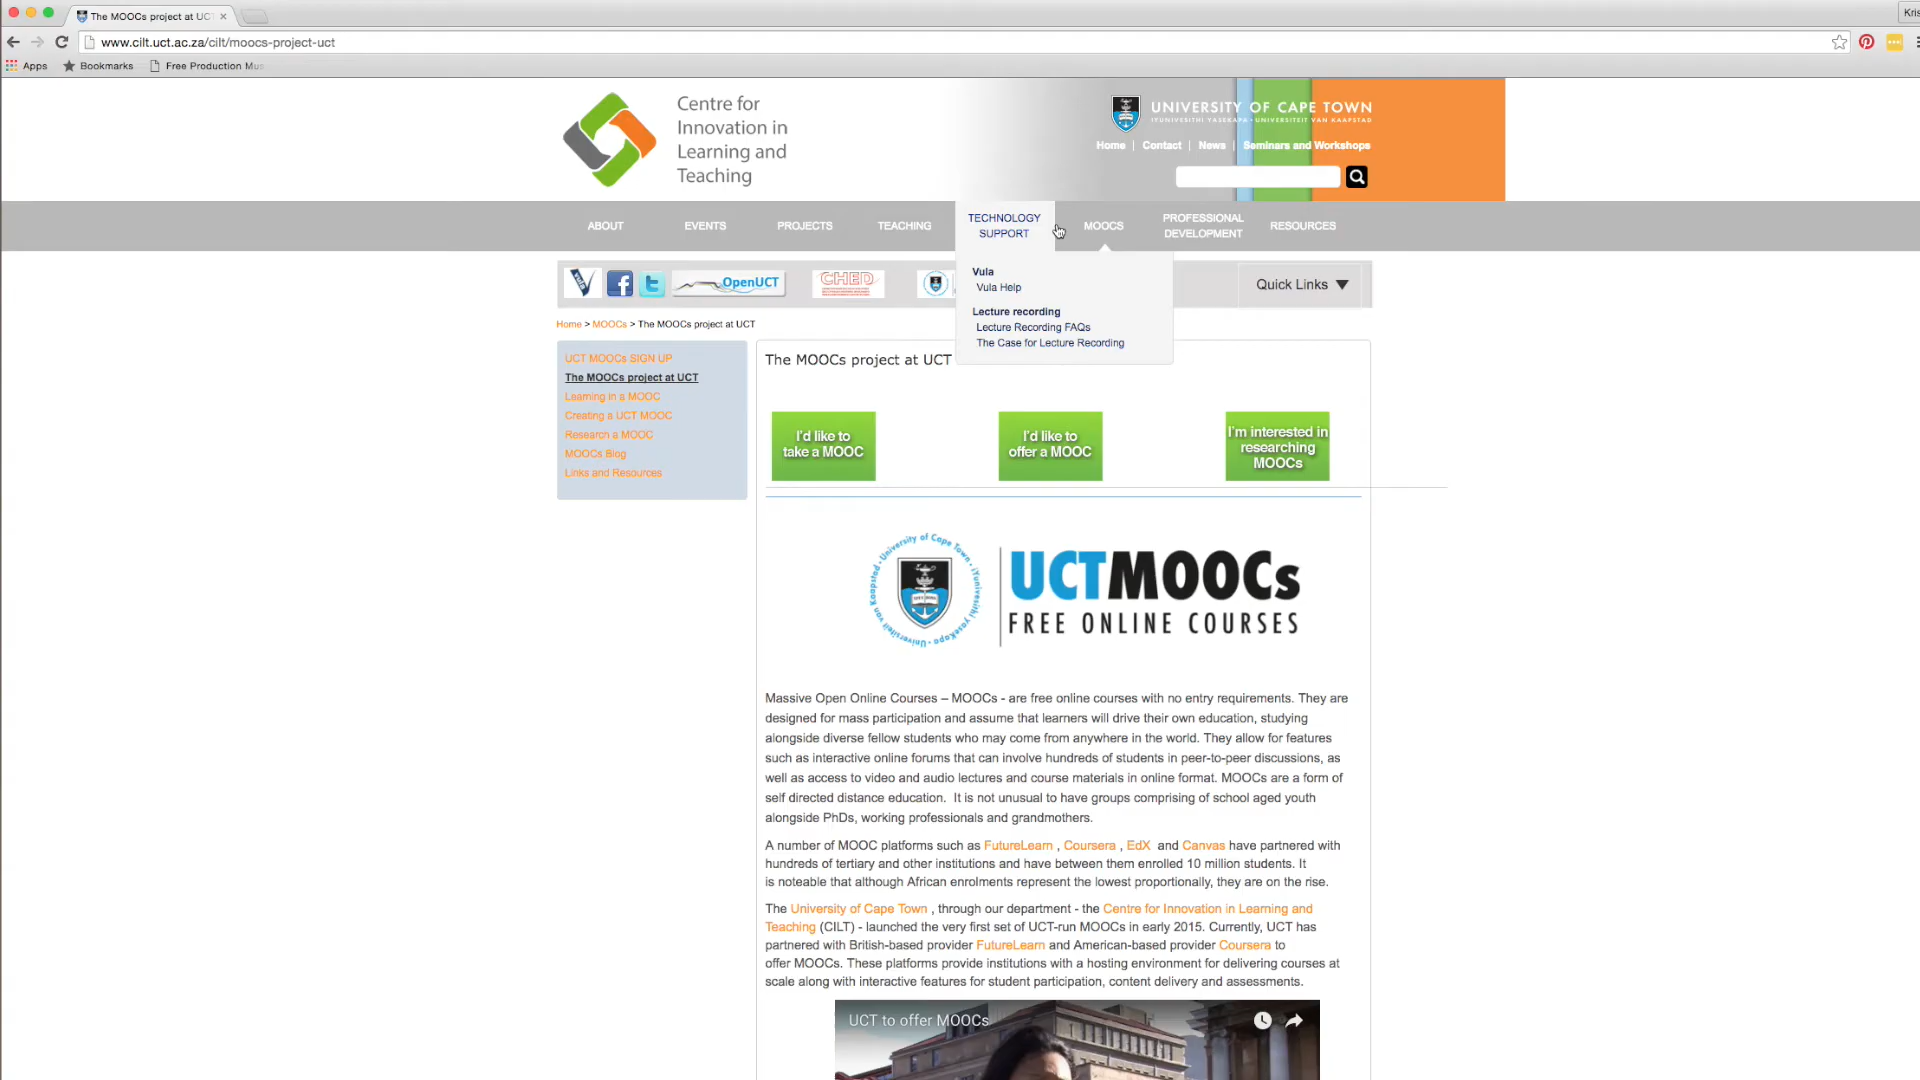 The MOOCs project at UC
Kris
www.cilt.uct.ac.za/cilt/moocs-project-uct
Apps
Bookmarks
Free Production Mus
Centre for
Innovation in
Learning and
Teaching
UNIVERSITY OF CAPE TOWN
IYUNIVESITHI YASEKAPA · UNIVERSITEIT VAN KAAPSTAD
Home | Contact | News | Seminars and Workshops
ABOUT
EVENTS
PROJECTS
TEACHING
TECHNOLOGY
SUPPORT
MOOCS
PROFESSIONAL
DEVELOPMENT
RESOURCES
Vula
OpenUCT
CHED
Quick Links
Vula
Vula Help
Lecture recording
Lecture Recording FAQs
The Case for Lecture Recording
Home > MOOCs > The MOOCs project at UCT
UCT MOOCs SIGN UP
The MOOCs project at UCT
Learning in a MOOC
Creating a UCT MOOC
Research a MOOC
MOOCs Blog
Links and Resources
The MOOCs project at UCT
I'd like to
take a MOOC
I'd like to
offer a MOOC
I'm interested in
researching
MOOCs
University of Cape Town · iYunivesithi yaseKapa · Universiteit van Kaapstad
UCTMOOCs
FREE ONLINE COURSES
Massive Open Online Courses – MOOCs - are free online courses with no entry requirements. They are
designed for mass participation and assume that learners will drive their own education, studying
alongside diverse fellow students who may come from anywhere in the world. They allow for features
such as interactive online forums that can involve hundreds of students in peer-to-peer discussions, as
well as access to video and audio lectures and course materials in online format. MOOCs are a form of
self directed distance education. It is not unusual to have groups comprising of school aged youth
alongside PhDs, working professionals and grandmothers.
A number of MOOC platforms such as FutureLearn , Coursera , EdX and Canvas have partnered with
hundreds of tertiary and other institutions and have between them enrolled 10 million students. It
is noteable that although African enrolments represent the lowest proportionally, they are on the rise.
The University of Cape Town , through our department - the Centre for Innovation in Learning and
Teaching (CILT) - launched the very first set of UCT-run MOOCs in early 2015. Currently, UCT has
partnered with British-based provider FutureLearn and American-based provider Coursera to
offer MOOCs. These platforms provide institutions with a hosting environment for delivering courses at
scale along with interactive features for student participation, content delivery and assessments.
UCT to offer MOOCs